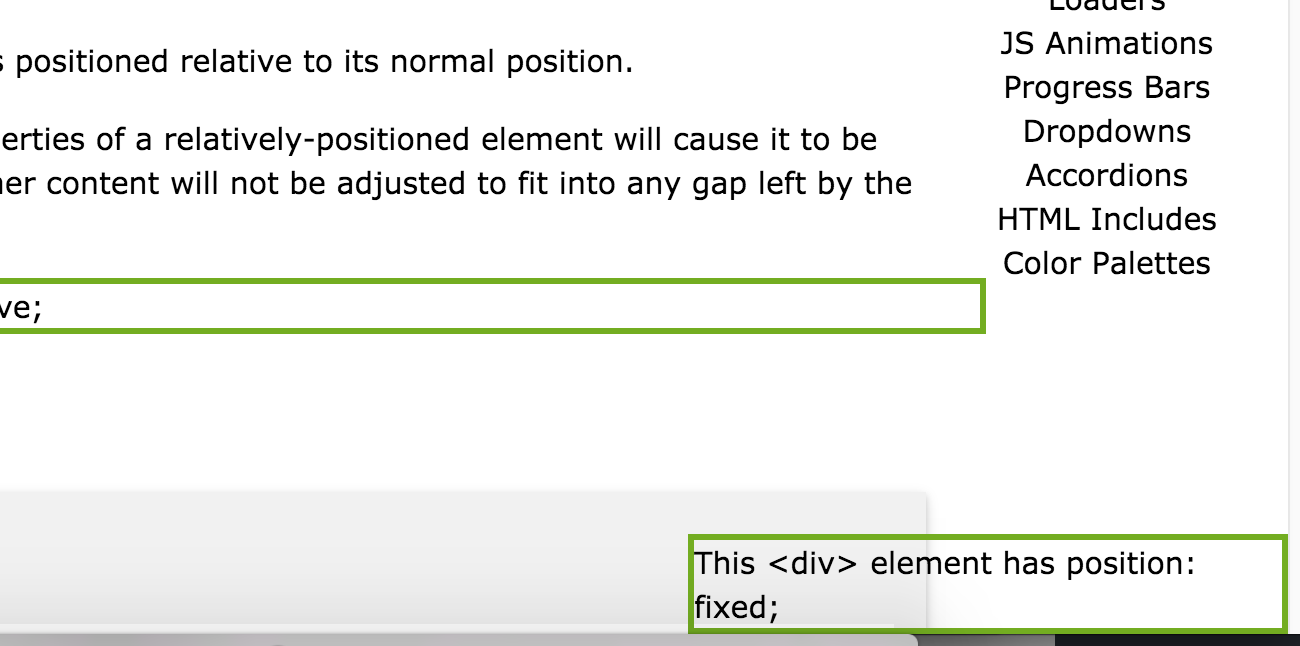 positioned relative to its normal position.
erties of a relatively-positioned element will cause it to be
her content will not be adjusted to fit into any gap left by the
ve;
Loaders
JS Animations
Progress Bars
Dropdowns
Accordions
HTML Includes
Color Palettes
This <div> element has position:
fixed;